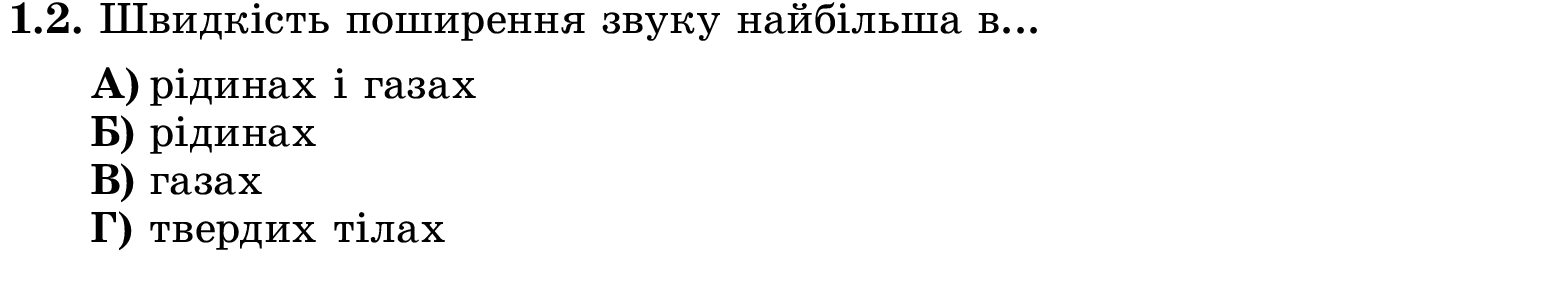 1.2. Швидкість поширення звуку найбільша в...
А) рідинах і газах
Б) рідинах
В) газах
Г) твердих тілах